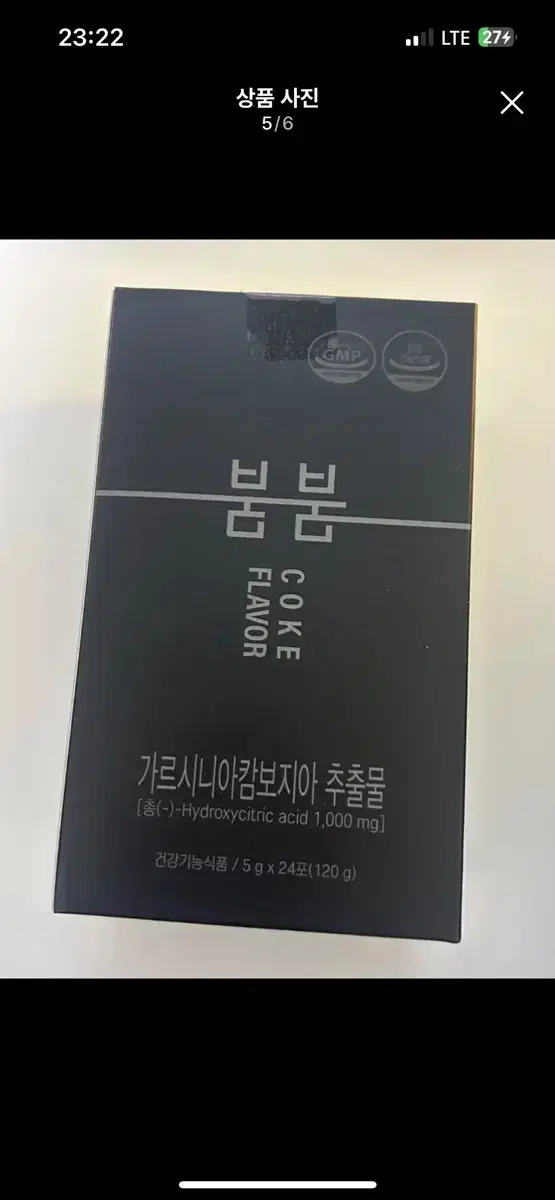 23:22
LTE 27
상품 사진
5/6
GMP
붐붐
COKE
FLAVOR
가르시니아캄보지아 추출물
[총(-)-Hydroxycitric acid 1,000 mg]
건강기능식품 / 5 g x 24포(120 g)